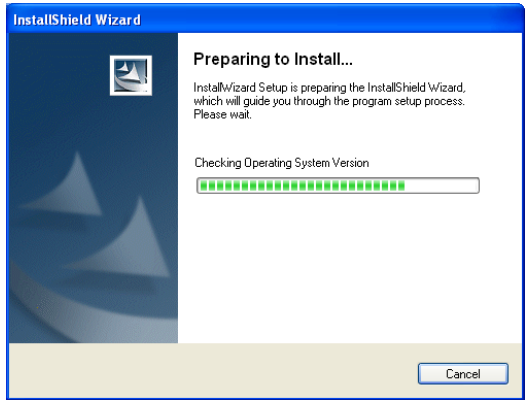 InstallShield Wizard
Preparing to Install...
InstallWizard Setup is preparing the InstallShield Wizard,
which will guide you through the program setup process.
Please wait.
Checking Operating System Version
Cancel